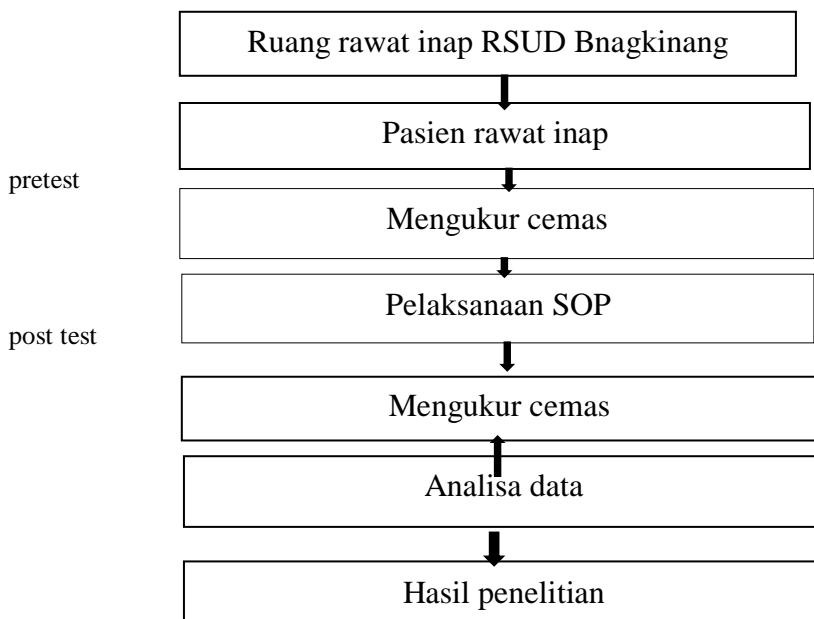 Ruang rawat inap RSUD Bnagkinang
Pasien rawat inap
pretest
Mengukur cemas
Pelaksanaan SOP
post test
Mengukur cemas
Analisa data
Hasil penelitian